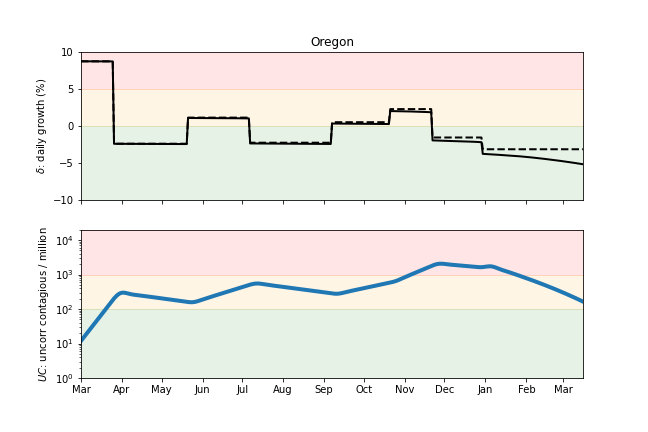 Oregon
δ: daily growth (%)
10
5
0
−5
−10
UC: uncorr contagious / million
10⁴
10³
10²
10¹
10⁰
Mar Apr May Jun Jul Aug Sep Oct Nov Dec Jan Feb Mar